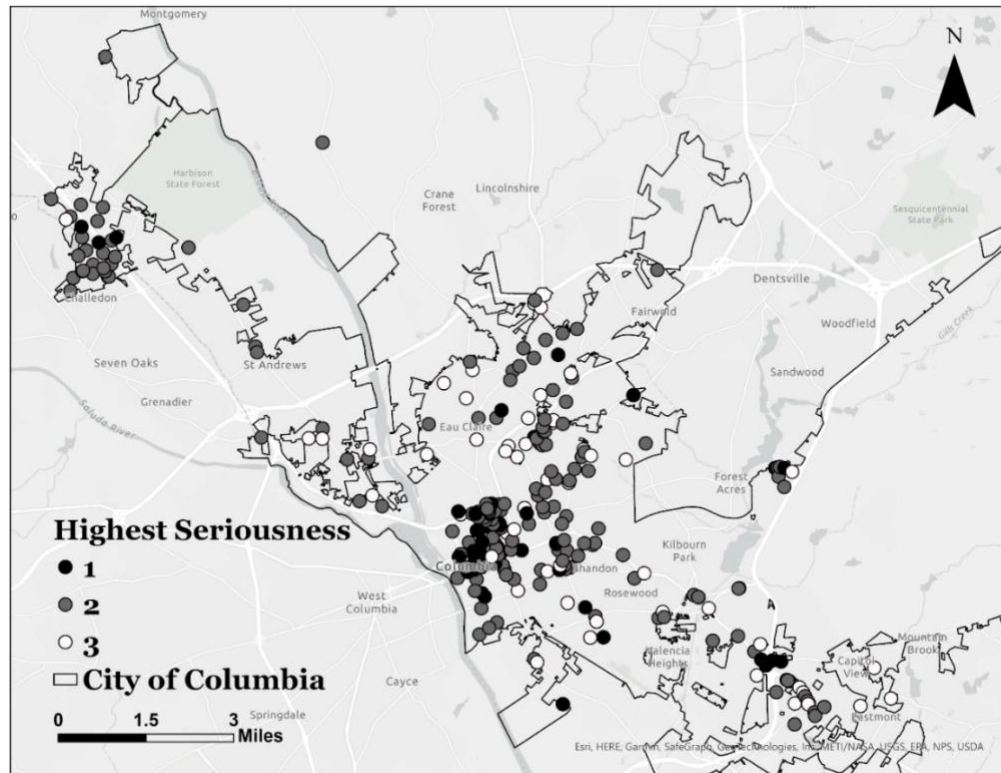 Montgomery
N
Harbison
State Forest
Crane
Forest
Lincolnshire
Sesquicentennial
State Park
Dentsville
Challedon
Fairwold
Woodfield
Gills Creek
Seven Oaks
St Andrews
Sandwood
Grenadier
Eau Claire
Saluda River
Forest
Acres
Highest Seriousness
1
2
3
City of Columbia
0 1.5 3
Miles
Columbia
Shandon
Kilbourn
Park
West
Columbia
Rosewood
Valencia
Heights
Capitol
View
Mountain
Brook
Cayce
Eastmont
Springdale
Esri, HERE, Garmin, SafeGraph, GeoTechnologies, Inc, METI/NASA, USGS, EPA, NPS, USDA